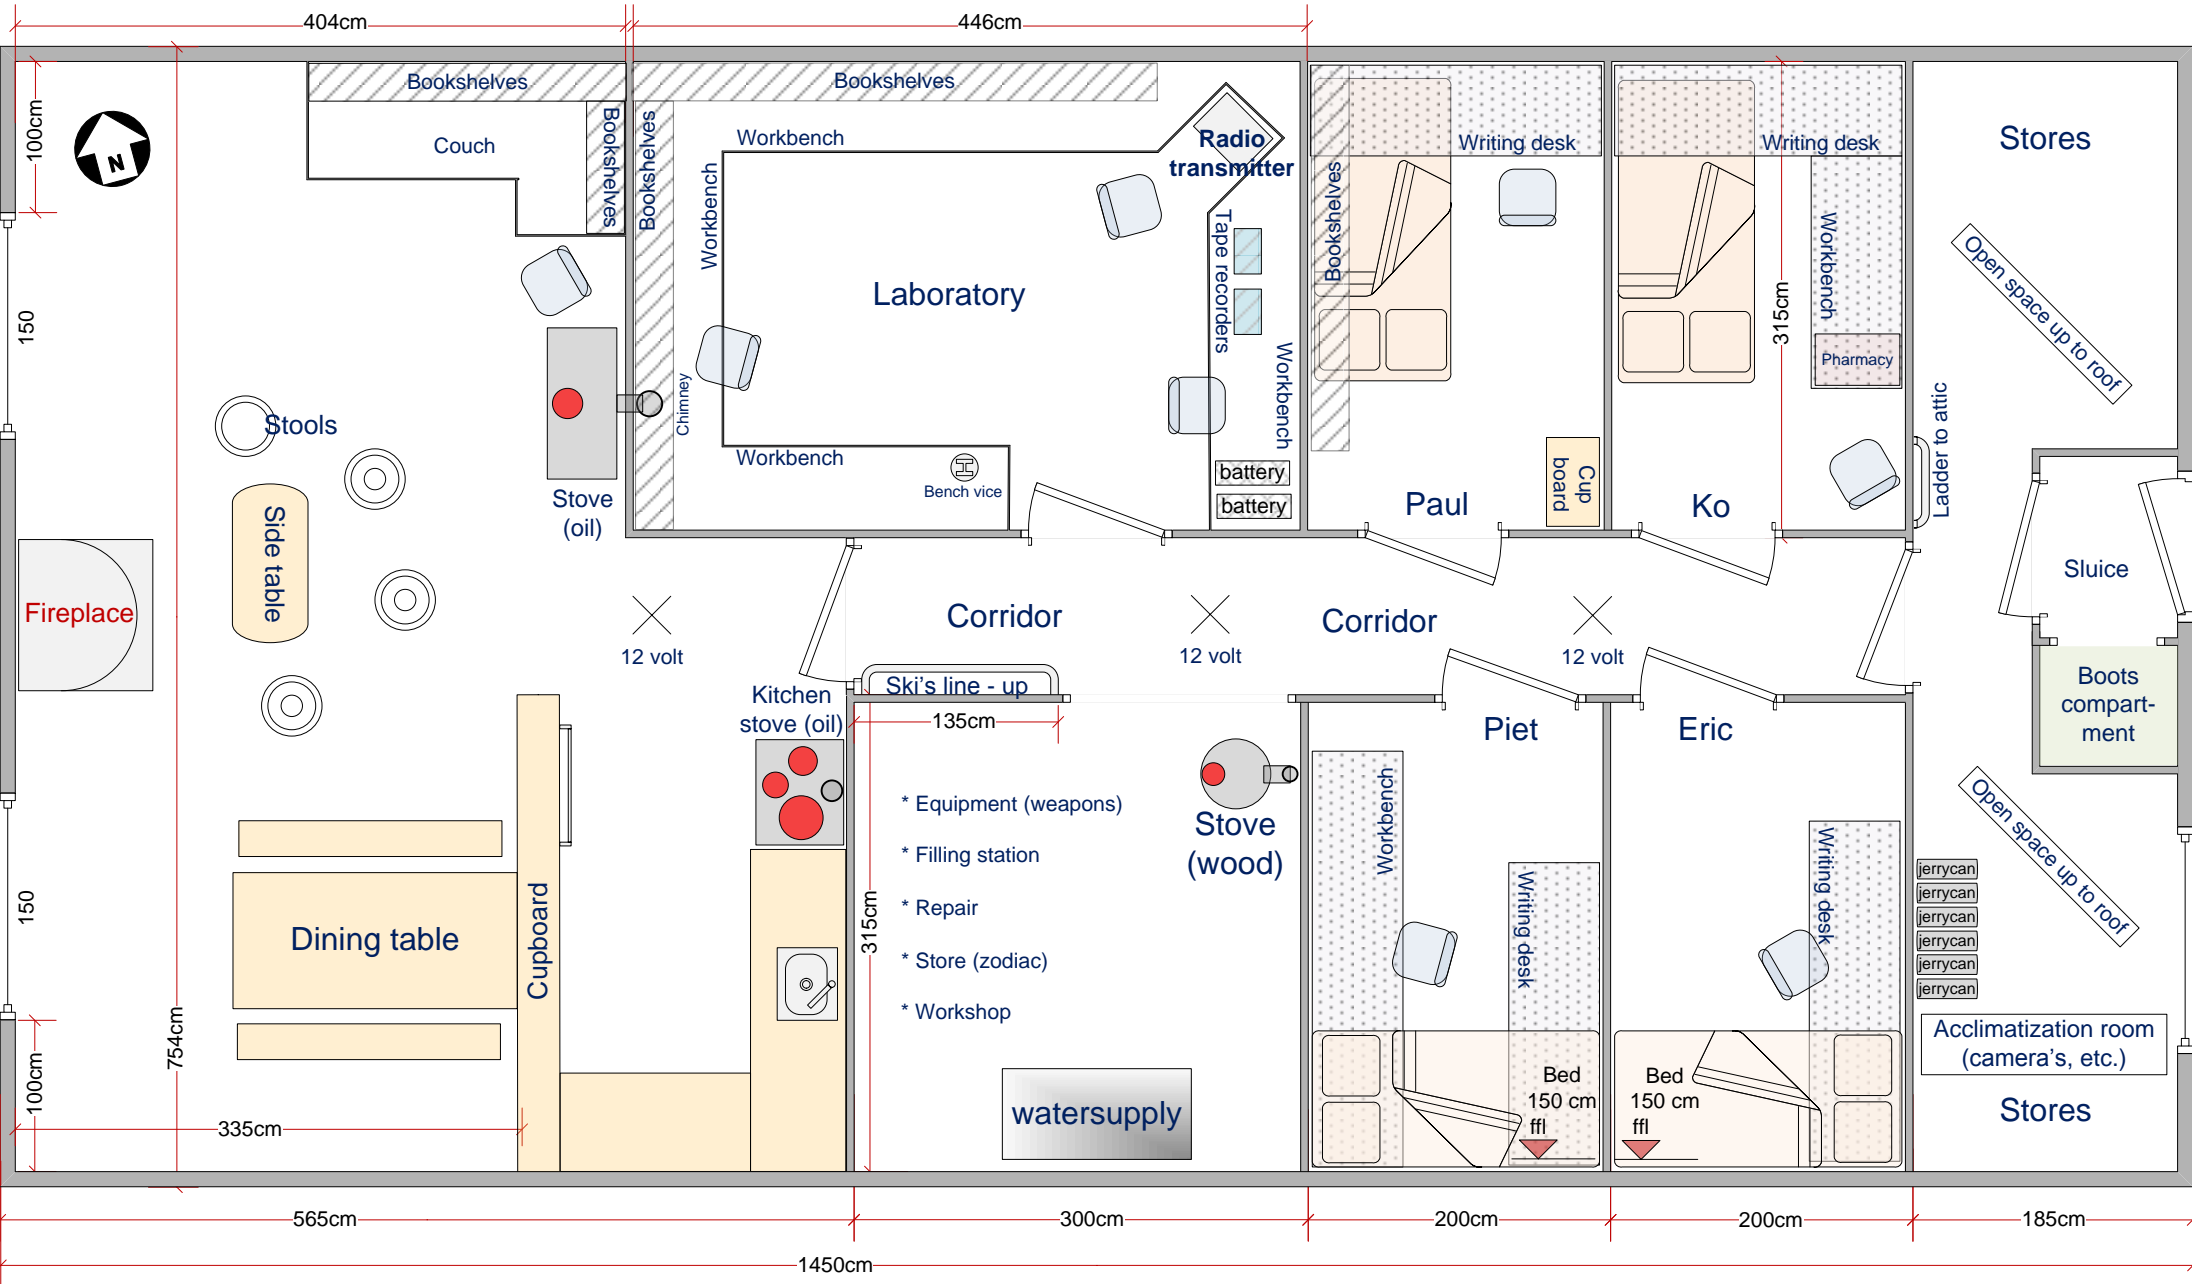 404cm
446cm
Bookshelves
Bookshelves
100cm
N
Couch
Bookshelves
Bookshelves
Workbench
Workbench
Radio
transmitter
Writing desk
Writing desk
Stores
Bookshelves
Workbench
Tape recorders
Laboratory
150
315cm
Open space up to roof
Pharmacy
Workbench
Chimney
Stools
Ladder to attic
Workbench
battery
Bench vice
battery
Stove
(oil)
Side table
Paul
Cup
board
Ko
Sluice
Fireplace
Corridor
Corridor
12 volt
12 volt
12 volt
Ski's line - up
Kitchen
stove (oil)
135cm
Piet
Eric
Boots
compart-
ment
* Equipment (weapons)
Stove
(wood)
Workbench
* Filling station
Open space up to roof
jerrycan
jerrycan
jerrycan
jerrycan
jerrycan
jerrycan
150
Dining table
Cupboard
315cm
* Repair
* Store (zodiac)
* Workshop
Writing desk
Writing desk
754cm
100cm
335cm
watersupply
Bed
150 cm
ffl
Bed
150 cm
ffl
Acclimatization room
(camera's, etc.)
Stores
565cm
300cm
200cm
200cm
185cm
1450cm